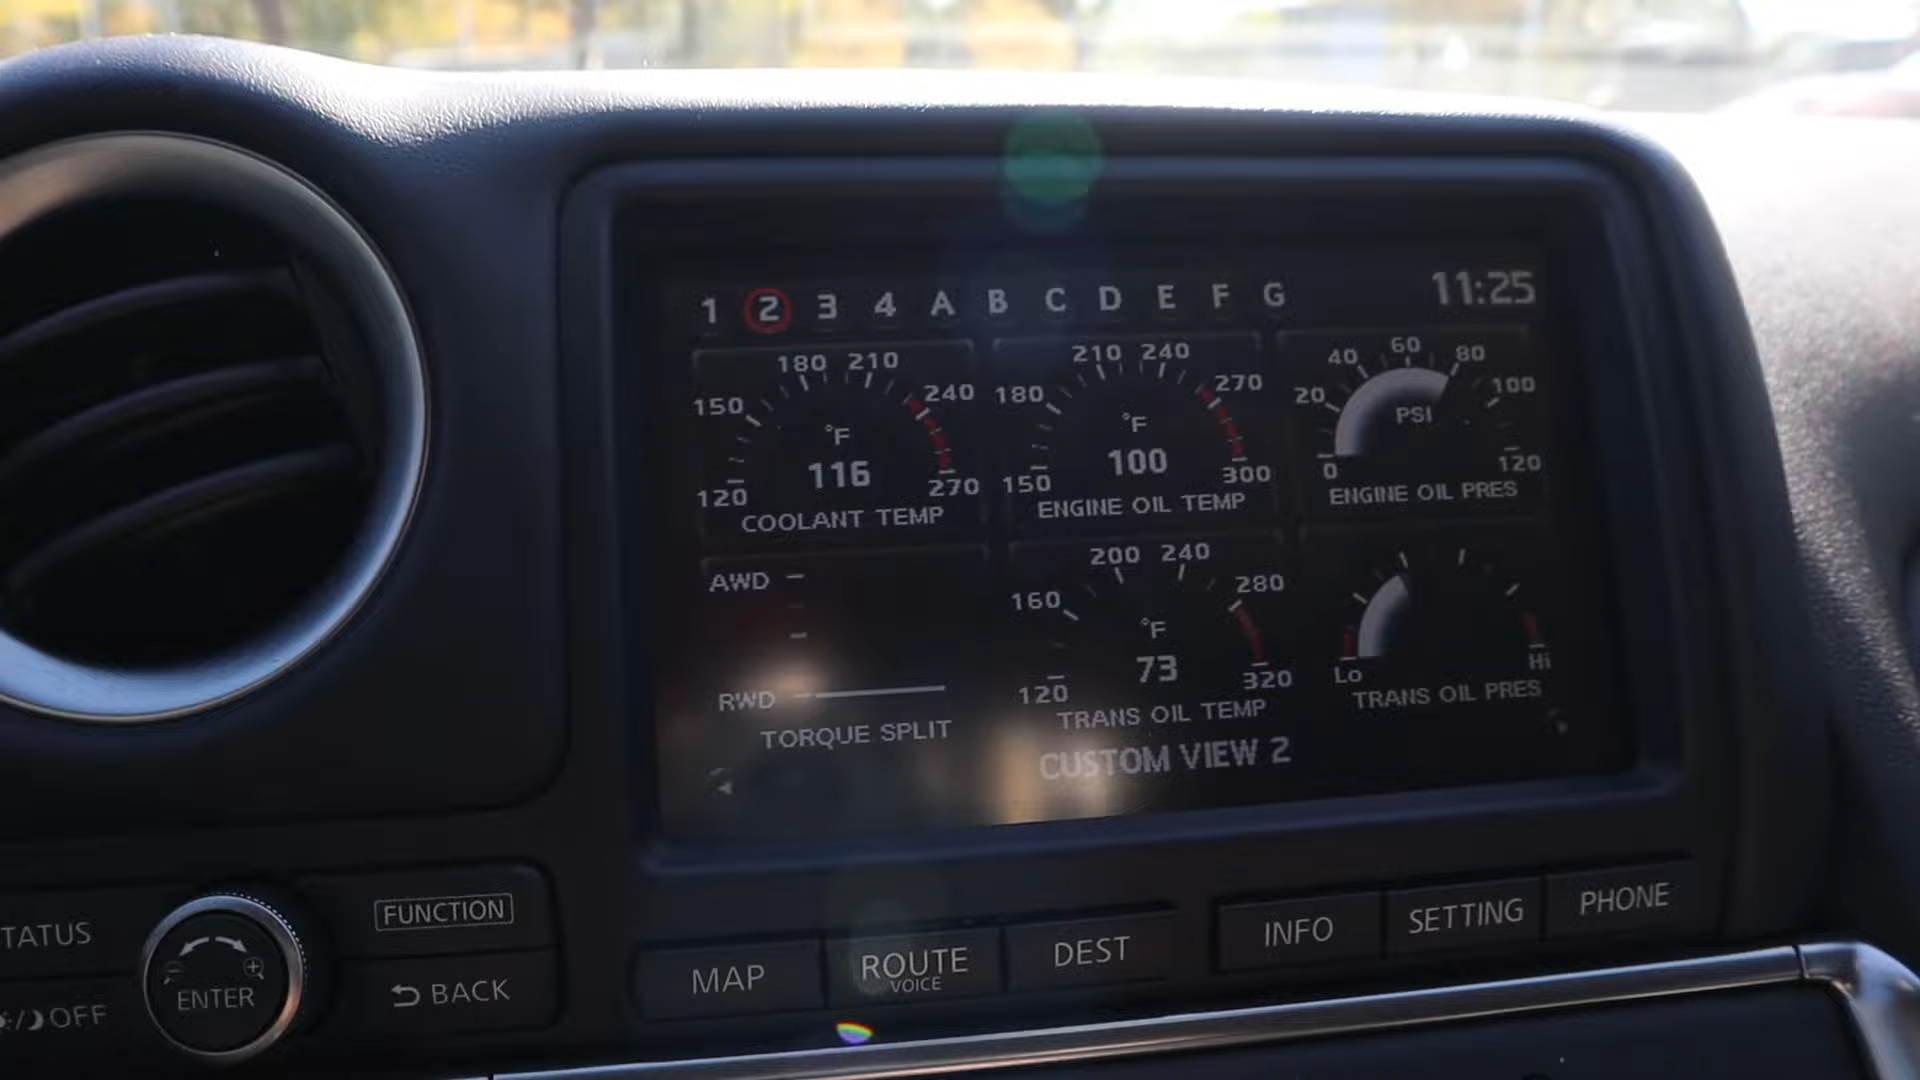 1 2 3 4 A B C D E F G 11:25
180 210
150 240
°F
116
120 270
COOLANT TEMP
210 240
180 270
°F
100
150 300
ENGINE OIL TEMP
60
40 80
20 100
PSI
0 120
ENGINE OIL PRES
AWD
RWD
TORQUE SPLIT
200 240
160 280
°F
73
120 320
TRANS OIL TEMP
Lo Hi
TRANS OIL PRES
CUSTOM VIEW 2
TATUS
FUNCTION
ENTER
BACK
OFF
MAP
ROUTE
VOICE
DEST
INFO
SETTING
PHONE